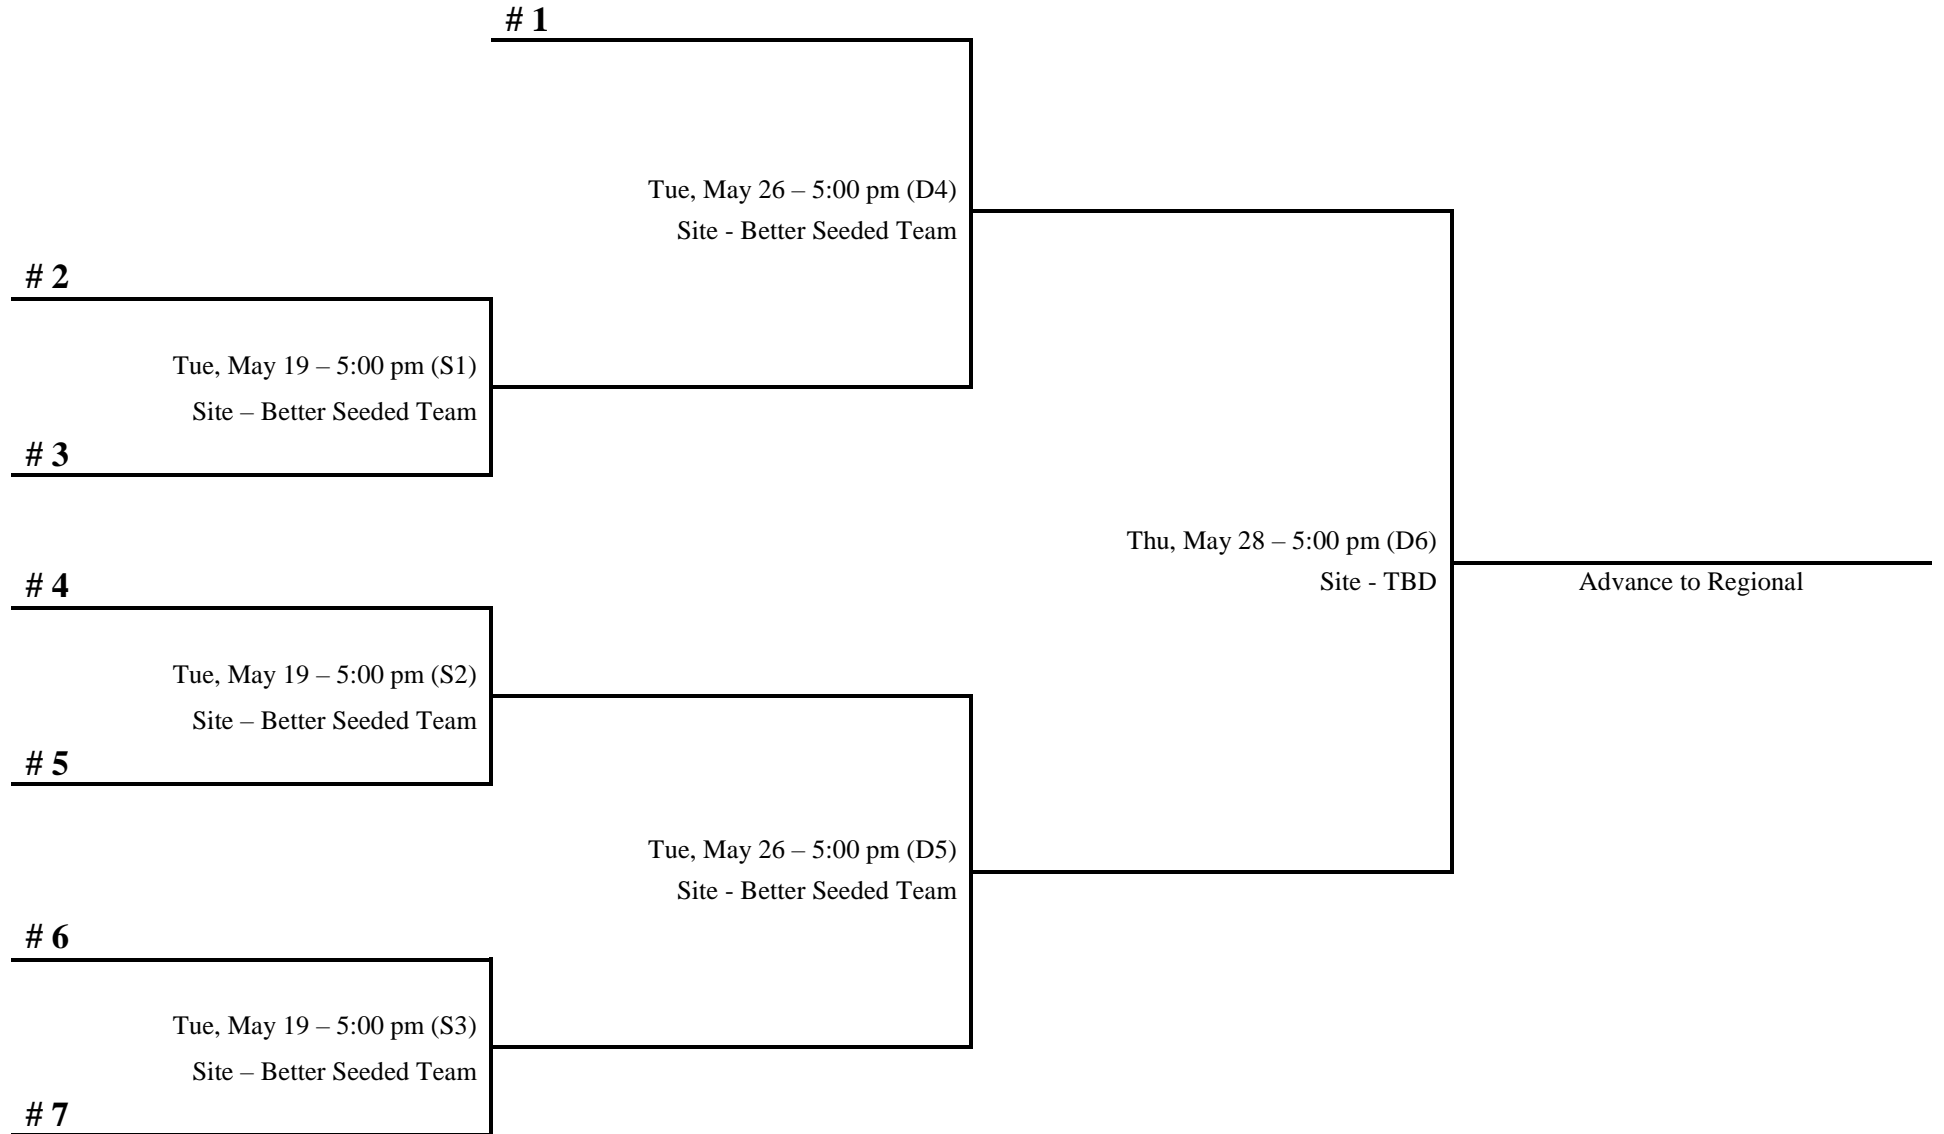 # 1
Tue, May 26 – 5:00 pm (D4)
Site - Better Seeded Team
# 2
Tue, May 19 – 5:00 pm (S1)
Site – Better Seeded Team
# 3
Thu, May 28 – 5:00 pm (D6)
Site - TBD
Advance to Regional
# 4
Tue, May 19 – 5:00 pm (S2)
Site – Better Seeded Team
# 5
Tue, May 26 – 5:00 pm (D5)
Site - Better Seeded Team
# 6
Tue, May 19 – 5:00 pm (S3)
Site – Better Seeded Team
# 7